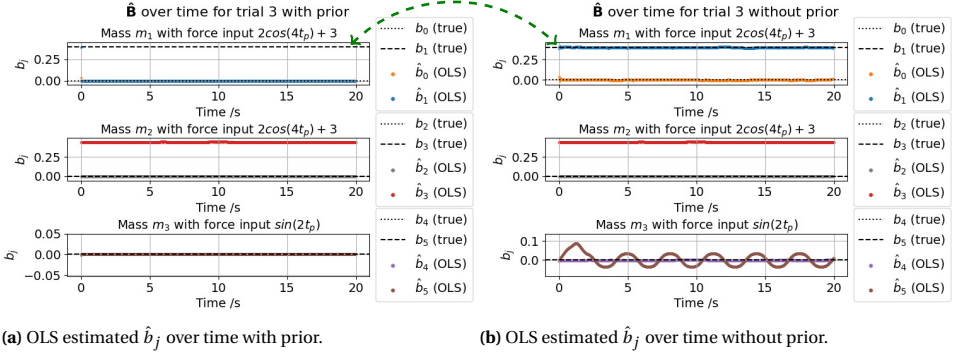 B̂ over time for trial 3 with prior
Mass m₁ with force input 2cos(4tₚ) + 3
bⱼ
0.25
0.00
0 5 10 15 20
Time /s
b₀ (true)
b₁ (true)
b̂₀ (OLS)
b̂₁ (OLS)
Mass m₂ with force input 2cos(4tₚ) + 3
bⱼ
0.25
0.00
0 5 10 15 20
Time /s
b₂ (true)
b₃ (true)
b̂₂ (OLS)
b̂₃ (OLS)
Mass m₃ with force input sin(2tₚ)
bⱼ
0.05
0.00
−0.05
0 5 10 15 20
Time /s
b₄ (true)
b₅ (true)
b̂₄ (OLS)
b̂₅ (OLS)
(a) OLS estimated b̂ⱼ over time with prior.
B̂ over time for trial 3 without prior
Mass m₁ with force input 2cos(4tₚ) + 3
bⱼ
0.25
0.00
0 5 10 15 20
Time /s
b₀ (true)
b₁ (true)
b̂₀ (OLS)
b̂₁ (OLS)
Mass m₂ with force input 2cos(4tₚ) + 3
bⱼ
0.25
0.00
0 5 10 15 20
Time /s
b₂ (true)
b₃ (true)
b̂₂ (OLS)
b̂₃ (OLS)
Mass m₃ with force input sin(2tₚ)
bⱼ
0.1
0.0
0 5 10 15 20
Time /s
b₄ (true)
b₅ (true)
b̂₄ (OLS)
b̂₅ (OLS)
(b) OLS estimated b̂ⱼ over time without prior.